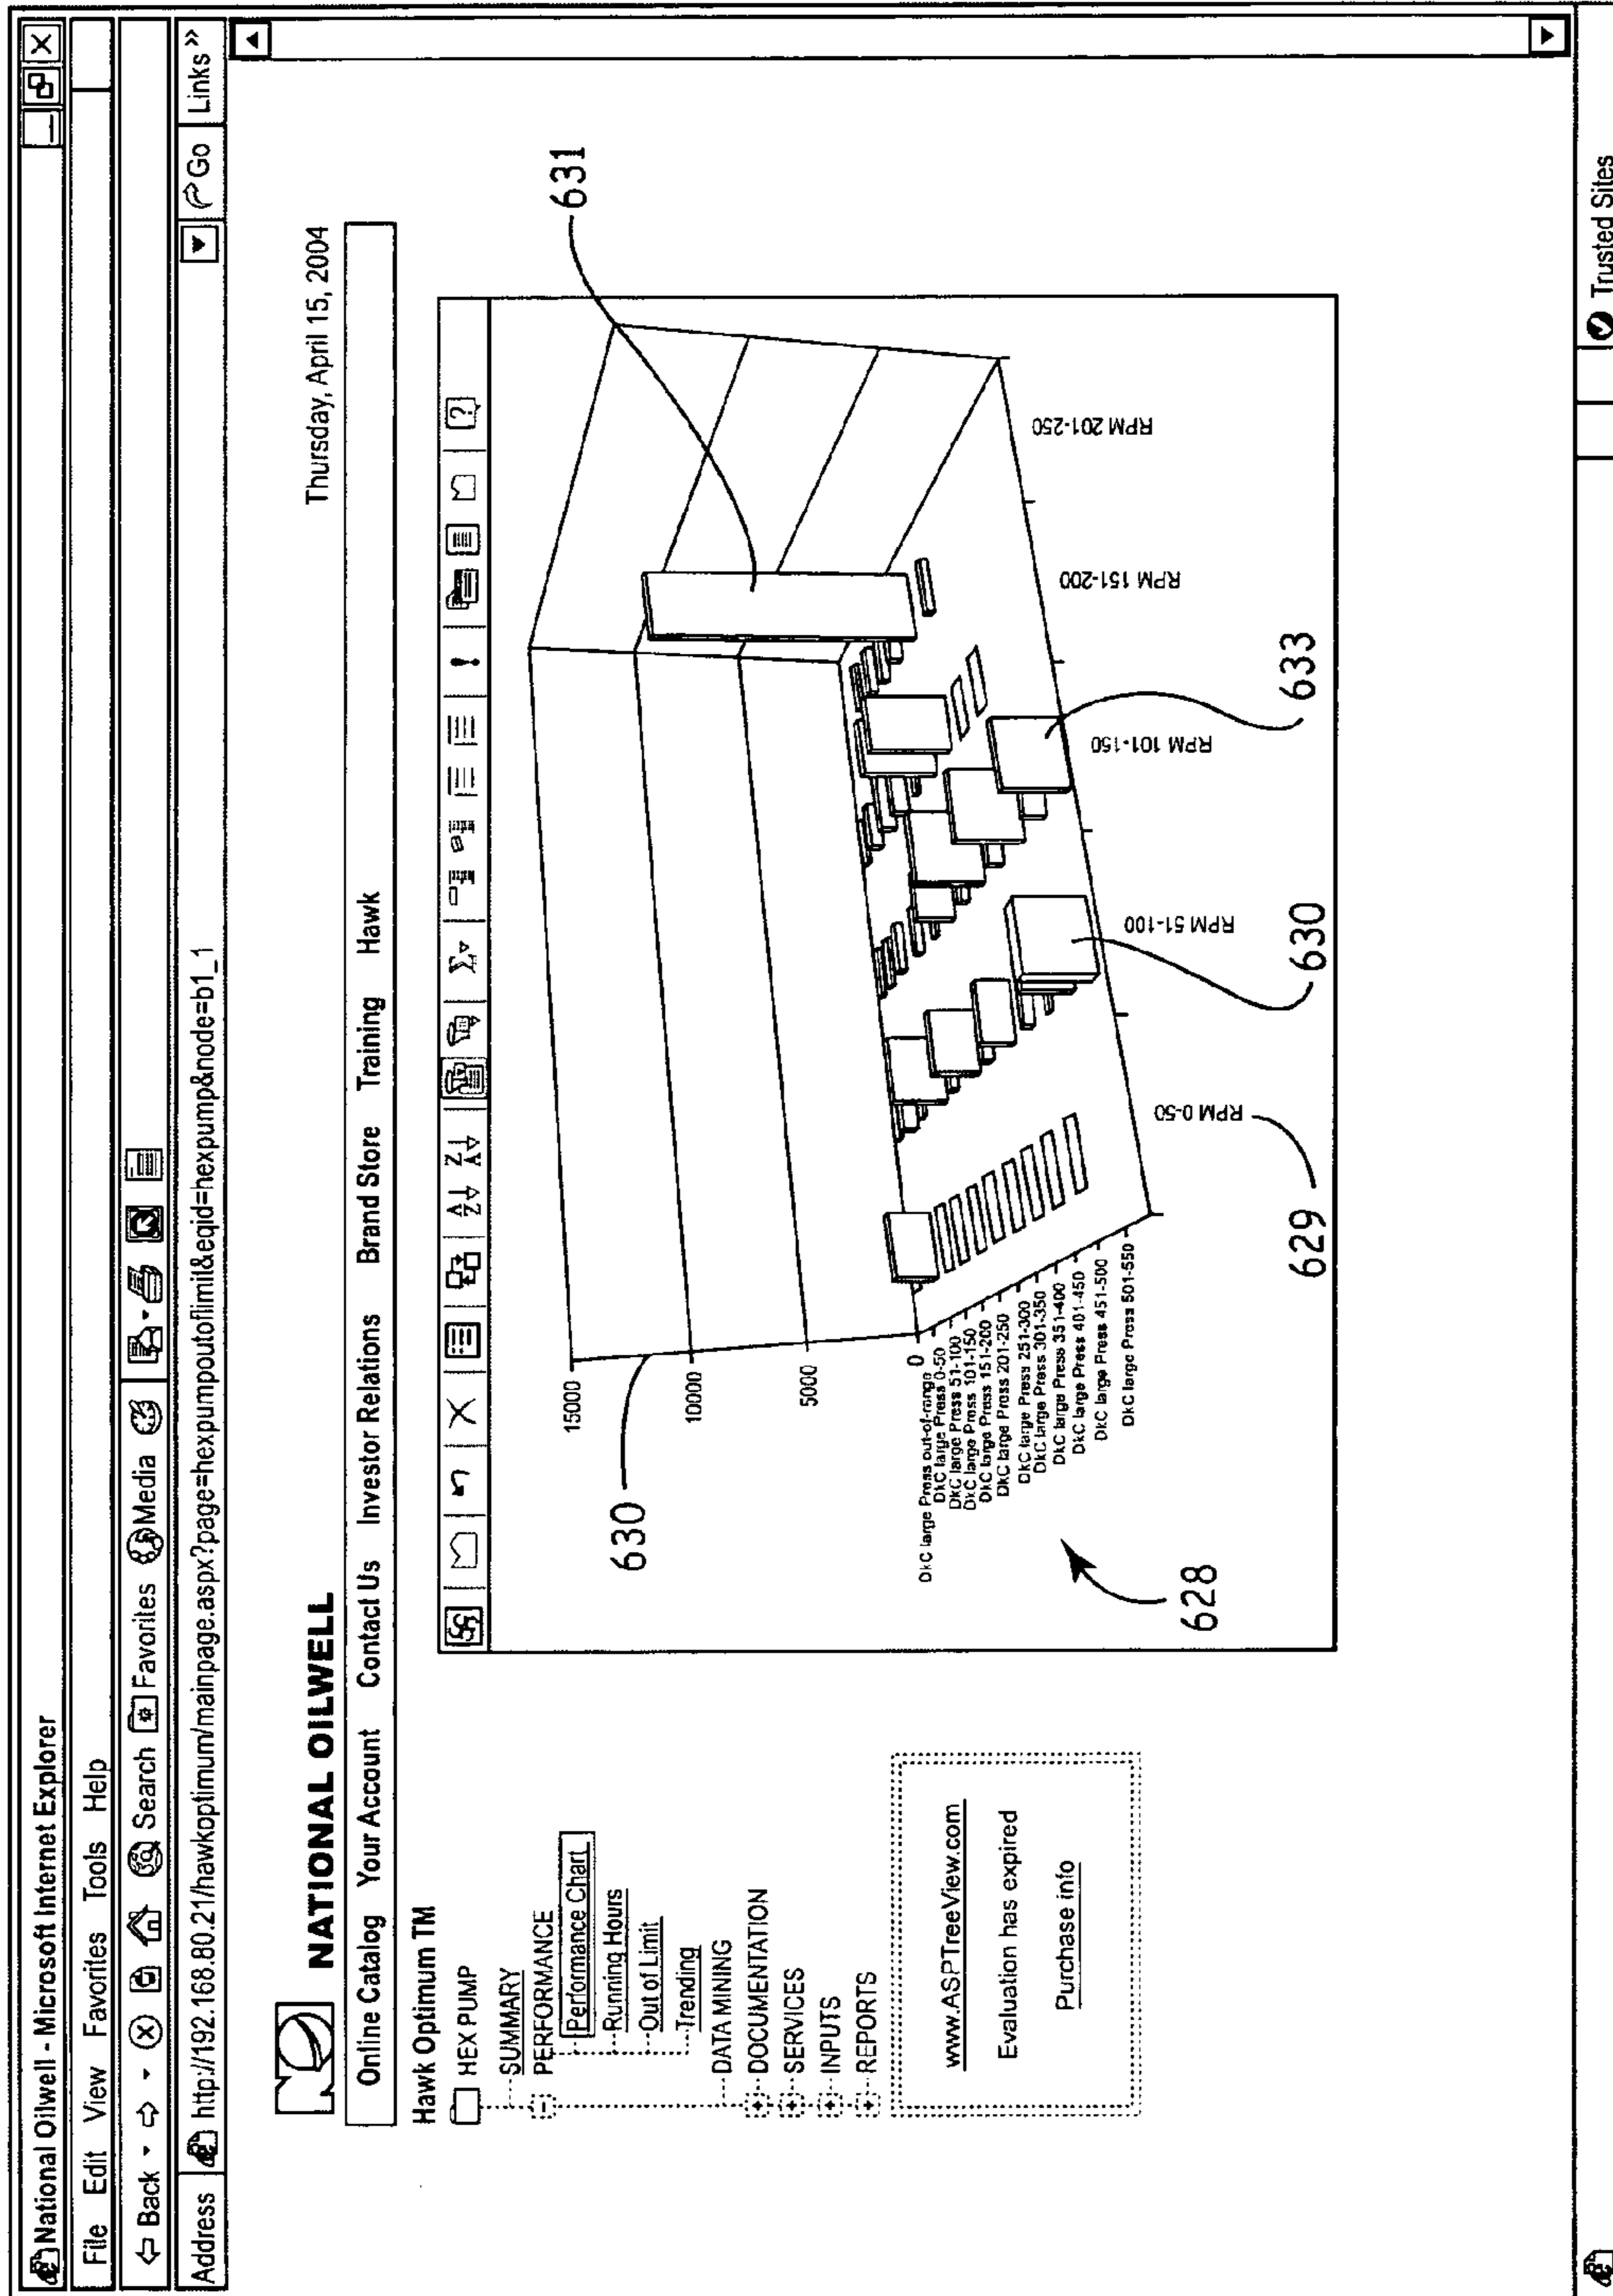 National Oilwell - Microsoft Internet Explorer
File Edit View Favorites Tools Help
Back Search Favorites Media
Address http://192.168.80.21/hawkoptimum/mainpage.aspx?page=hexpumpoutoflimit&eqid=hexpump&node=b1_1 Go Links »
NATIONAL OILWELL
Thursday, April 15, 2004
Online Catalog Your Account Contact Us Investor Relations Brand Store Training Hawk
Hawk Optimum TM
HEX PUMP
SUMMARY
PERFORMANCE
Performance Chart
Running Hours
Out of Limit
Trending
DATA MINING
DOCUMENTATION
SERVICES
INPUTS
REPORTS
www.ASPTreeView.com
Evaluation has expired
Purchase info
630
15000
10000
5000
0
631
DkC large Press out-of-range
DkC large Press 0-50
DkC large Press 51-100
DkC large Press 101-150
DkC large Press 151-200
DkC large Press 201-250
DkC large Press 251-300
DkC large Press 301-350
DkC large Press 351-400
DkC large Press 401-450
DkC large Press 451-500
DkC large Press 501-550
RPM 0-50
RPM 51-100
RPM 101-150
RPM 151-200
RPM 201-250
628
629
630
633
Trusted Sites